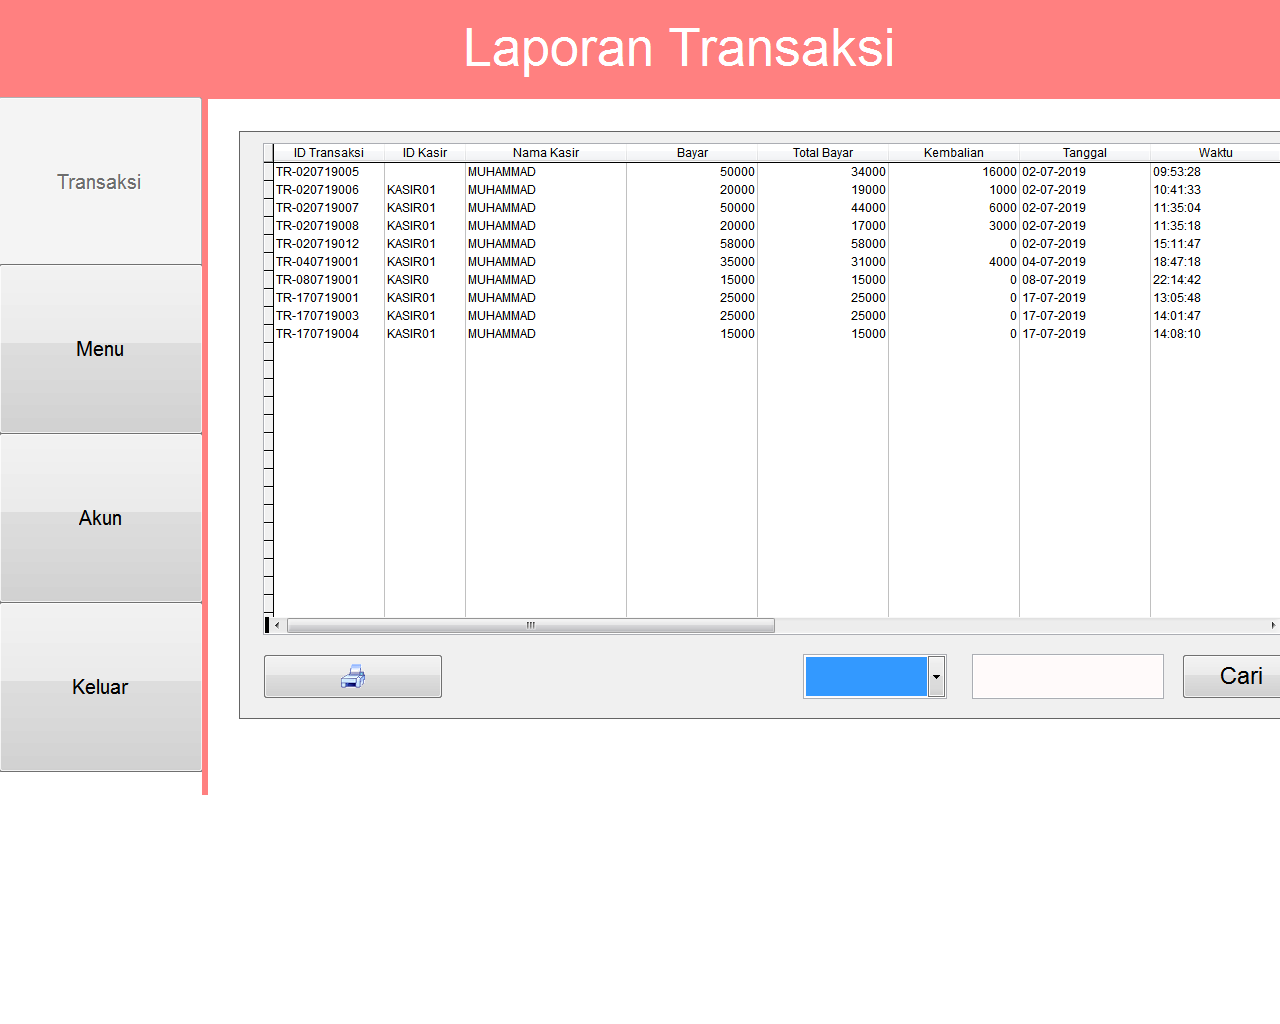 Laporan Transaksi
Transaksi
Menu
Akun
Keluar
ID Transaksi ID Kasir Nama Kasir Bayar Total Bayar Kembalian Tanggal Waktu
TR-020719005 MUHAMMAD 50000 34000 16000 02-07-2019 09:53:28
TR-020719006 KASIR01 MUHAMMAD 20000 19000 1000 02-07-2019 10:41:33
TR-020719007 KASIR01 MUHAMMAD 50000 44000 6000 02-07-2019 11:35:04
TR-020719008 KASIR01 MUHAMMAD 20000 17000 3000 02-07-2019 11:35:18
TR-020719012 KASIR01 MUHAMMAD 58000 58000 0 02-07-2019 15:11:47
TR-040719001 KASIR01 MUHAMMAD 35000 31000 4000 04-07-2019 18:47:18
TR-080719001 KASIR0 MUHAMMAD 15000 15000 0 08-07-2019 22:14:42
TR-170719001 KASIR01 MUHAMMAD 25000 25000 0 17-07-2019 13:05:48
TR-170719003 KASIR01 MUHAMMAD 25000 25000 0 17-07-2019 14:01:47
TR-170719004 KASIR01 MUHAMMAD 15000 15000 0 17-07-2019 14:08:10
Cari